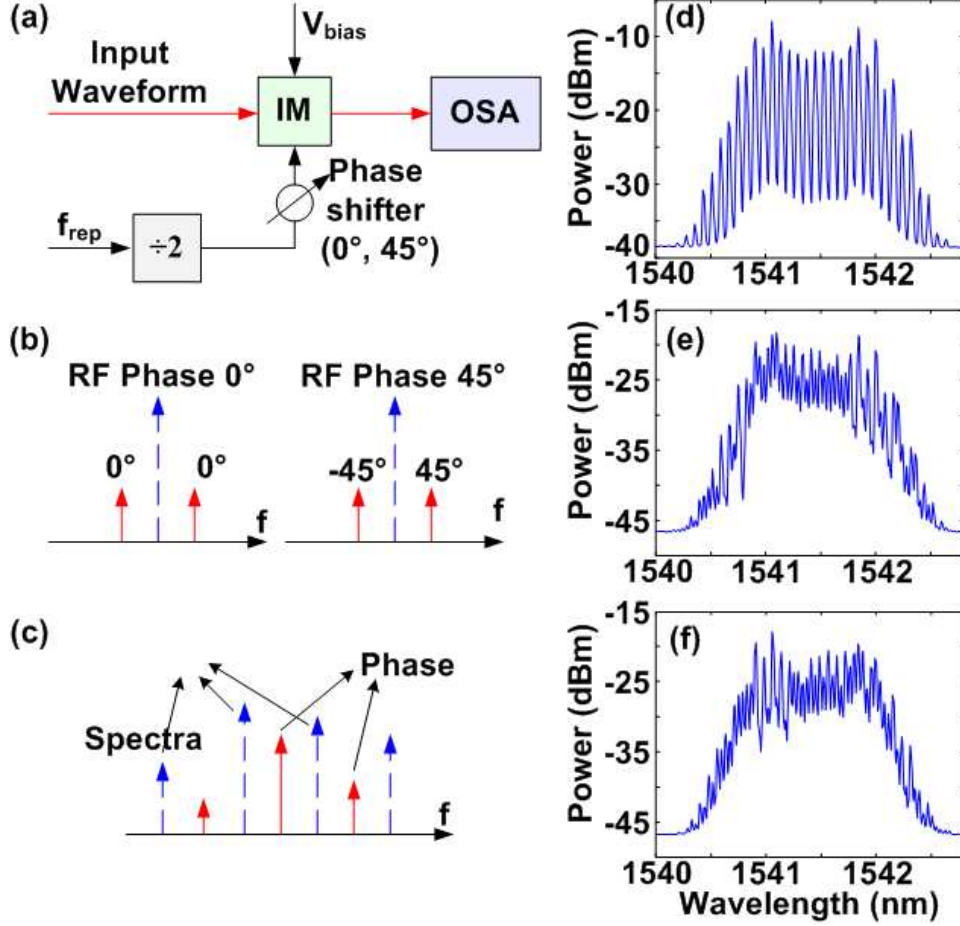 (a)
V_bias
Input
Waveform
IM
OSA
Phase
shifter
(0°, 45°)
f_rep
÷2
(b)
RF Phase 0°
RF Phase 45°
0°
0°
f
-45°
45°
f
(c)
Phase
Spectra
f
(d)
Power (dBm)
-10
-20
-30
-40
1540
1541
1542
(e)
Power (dBm)
-15
-25
-35
-45
1540
1541
1542
(f)
Power (dBm)
-15
-25
-35
-45
1540
1541
1542
Wavelength (nm)